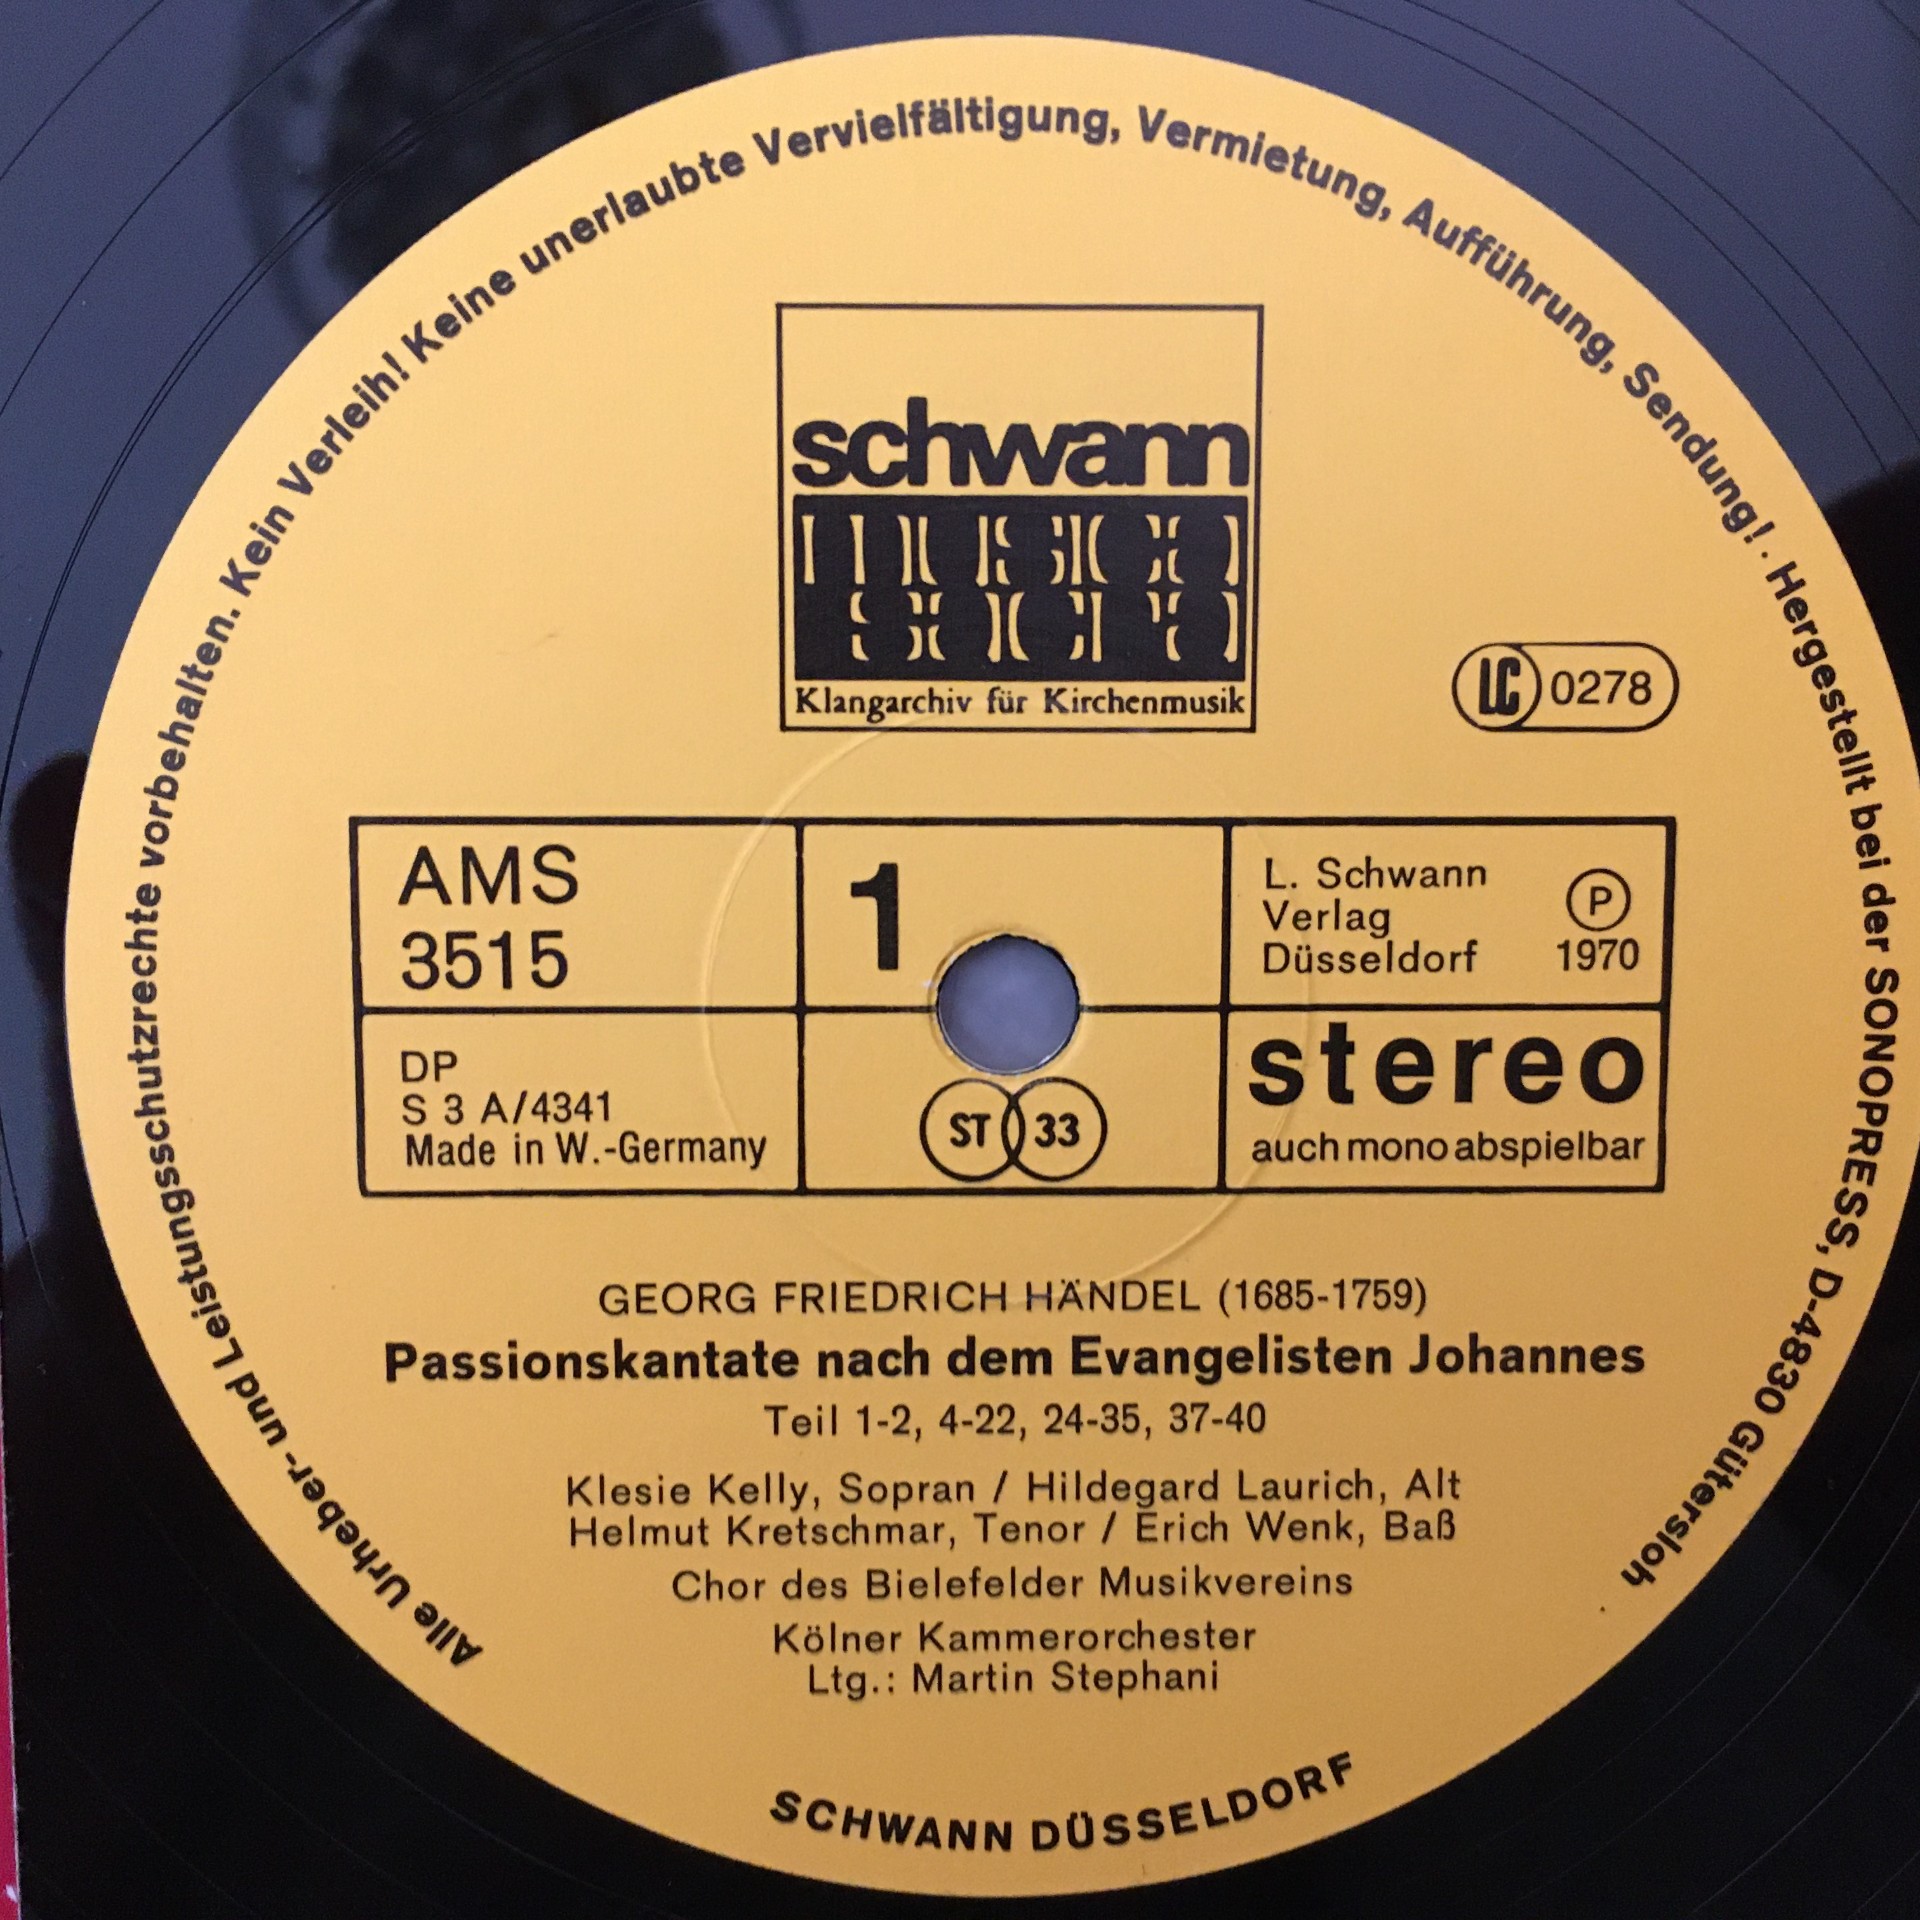 Alle Urheber- und Leistungsschutzrechte vorbehalten. Kein Verleih! Keine unerlaubte Vervielfältigung, Vermietung, Aufführung, Sendung! · Hergestellt bei der SONOPRESS, D-4830 Gütersloh
schwann
Klangarchiv für Kirchenmusik
LC 0278
AMS
3515
1
L. Schwann
Verlag
Düsseldorf
P
1970
DP
S 3 A/4341
Made in W.-Germany
ST 33
stereo
auch mono abspielbar
GEORG FRIEDRICH HÄNDEL (1685-1759)
Passionskantate nach dem Evangelisten Johannes
Teil 1-2, 4-22, 24-35, 37-40
Klesie Kelly, Sopran / Hildegard Laurich, Alt
Helmut Kretschmar, Tenor / Erich Wenk, Baß
Chor des Bielefelder Musikvereins
Kölner Kammerorchester
Ltg.: Martin Stephani
SCHWANN DÜSSELDORF